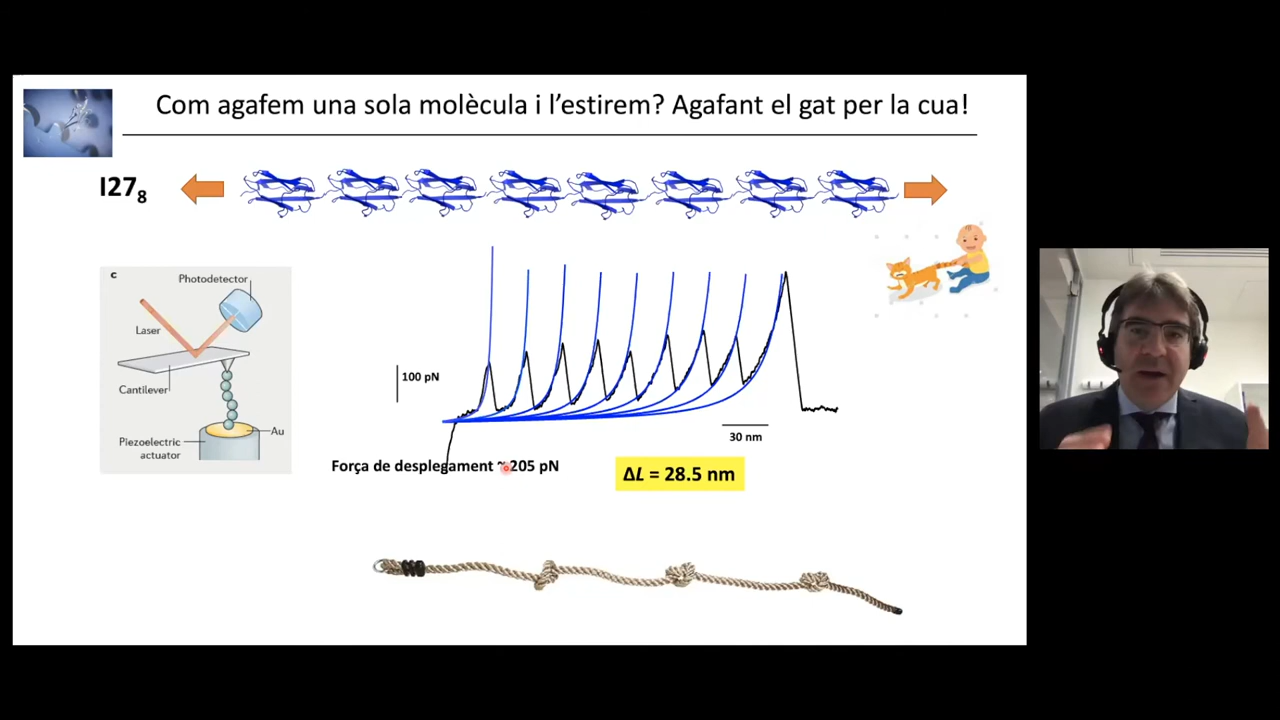 Com agafem una sola molècula i l’estirem? Agafant el gat per la cua!
I27₈
c
Photodetector
Laser
Cantilever
Au
Piezoelectric
actuator
100 pN
30 nm
Força de desplegament ~ 205 pN
ΔL = 28.5 nm